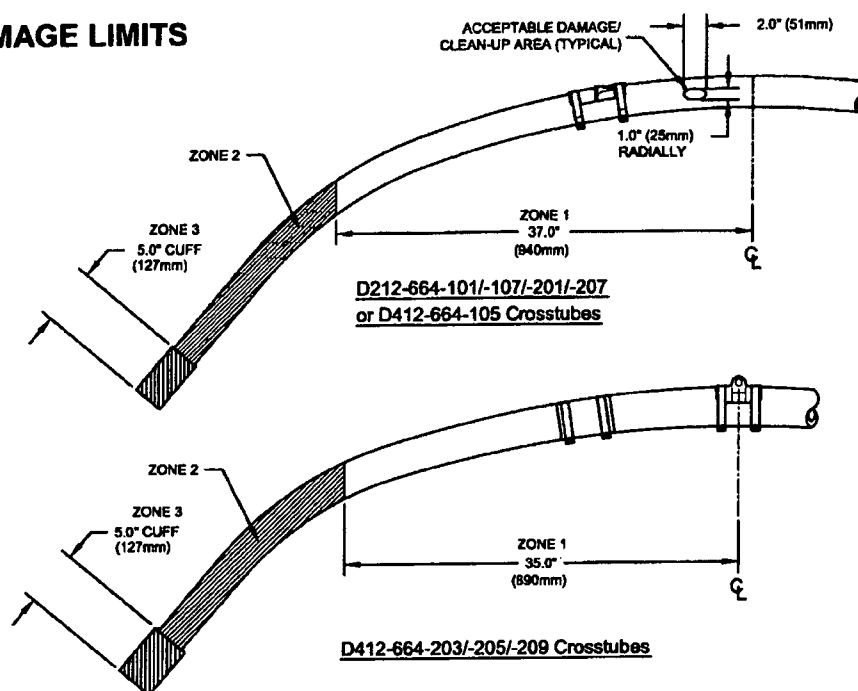 MAGE LIMITS
ACCEPTABLE DAMAGE/
CLEAN-UP AREA (TYPICAL)
2.0" (51mm)
1.0" (25mm)
RADIALLY
ZONE 2
ZONE 3
5.0" CUFF
(127mm)
ZONE 1
37.0"
(940mm)
℄
D212-664-101/-107/-201/-207
or D412-664-105 Crosstubes
ZONE 2
ZONE 3
5.0" CUFF
(127mm)
ZONE 1
35.0"
(890mm)
℄
D412-664-203/-205/-209 Crosstubes